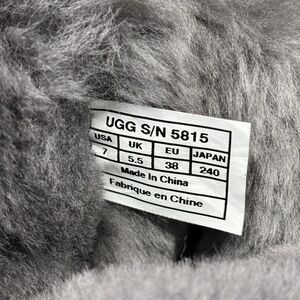 UGG S/N 5815
USA UK EU JAPAN
7 5.5 38 240
Made in China
Fabrique en Chine